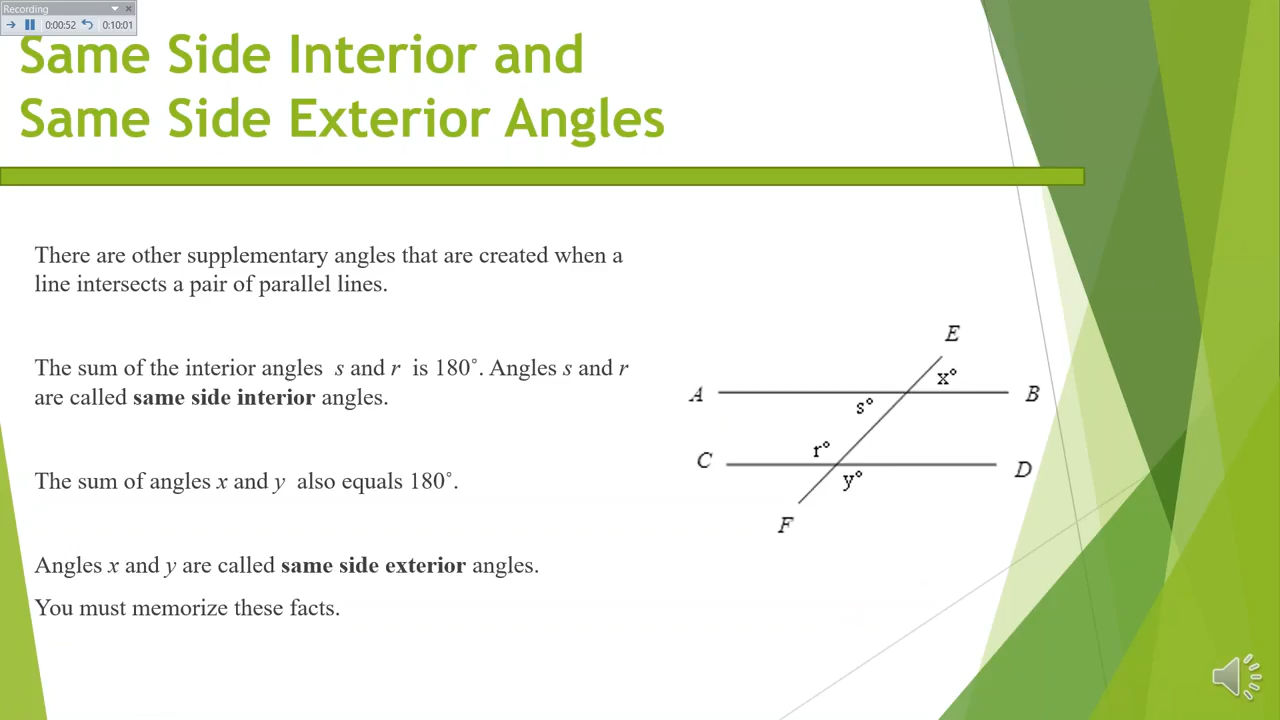 Recording
0:00:52 0:10:01
Same Side Interior and
Same Side Exterior Angles
There are other supplementary angles that are created when a
line intersects a pair of parallel lines.
The sum of the interior angles s and r is 180˚. Angles s and r
are called same side interior angles.
The sum of angles x and y also equals 180˚.
Angles x and y are called same side exterior angles.
You must memorize these facts.
E
x°
A B
s°
r°
C D
y°
F